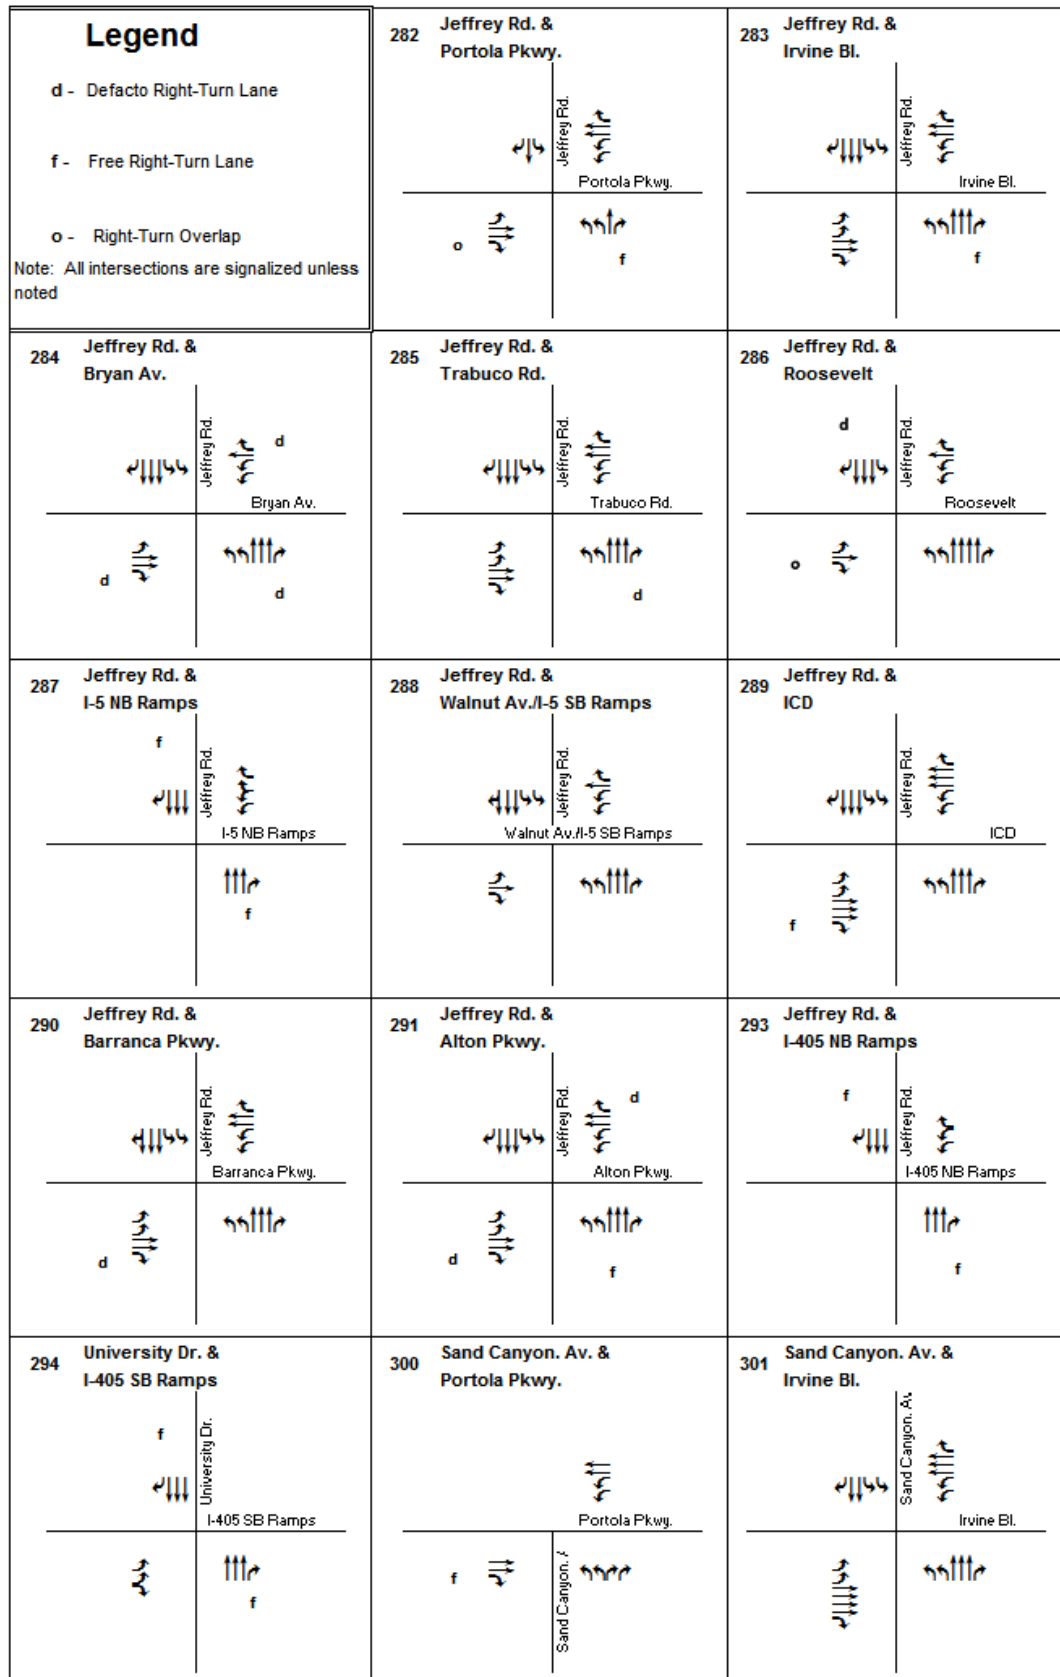 Legend
d - Defacto Right-Turn Lane
f - Free Right-Turn Lane
o - Right-Turn Overlap
Note: All intersections are signalized unless
noted
282 Jeffrey Rd. &
Portola Pkwy.
Jeffrey Rd.
Portola Pkwy.
o
f
283 Jeffrey Rd. &
Irvine Bl.
Jeffrey Rd.
Irvine Bl.
f
284 Jeffrey Rd. &
Bryan Av.
Jeffrey Rd.
d
Bryan Av.
d
d
285 Jeffrey Rd. &
Trabuco Rd.
Jeffrey Rd.
Trabuco Rd.
d
286 Jeffrey Rd. &
Roosevelt
d
Jeffrey Rd.
Roosevelt
o
287 Jeffrey Rd. &
I-5 NB Ramps
f
Jeffrey Rd.
I-5 NB Ramps
f
288 Jeffrey Rd. &
Walnut Av./I-5 SB Ramps
Jeffrey Rd.
Walnut Av./I-5 SB Ramps
289 Jeffrey Rd. &
ICD
Jeffrey Rd.
ICD
f
290 Jeffrey Rd. &
Barranca Pkwy.
Jeffrey Rd.
Barranca Pkwy.
d
291 Jeffrey Rd. &
Alton Pkwy.
d
Jeffrey Rd.
Alton Pkwy.
d
f
293 Jeffrey Rd. &
I-405 NB Ramps
f
Jeffrey Rd.
I-405 NB Ramps
f
294 University Dr. &
I-405 SB Ramps
f
University Dr.
I-405 SB Ramps
f
300 Sand Canyon. Av. &
Portola Pkwy.
Portola Pkwy.
f
Sand Canyon.
301 Sand Canyon. Av. &
Irvine Bl.
Sand Canyon. Av
Irvine Bl.